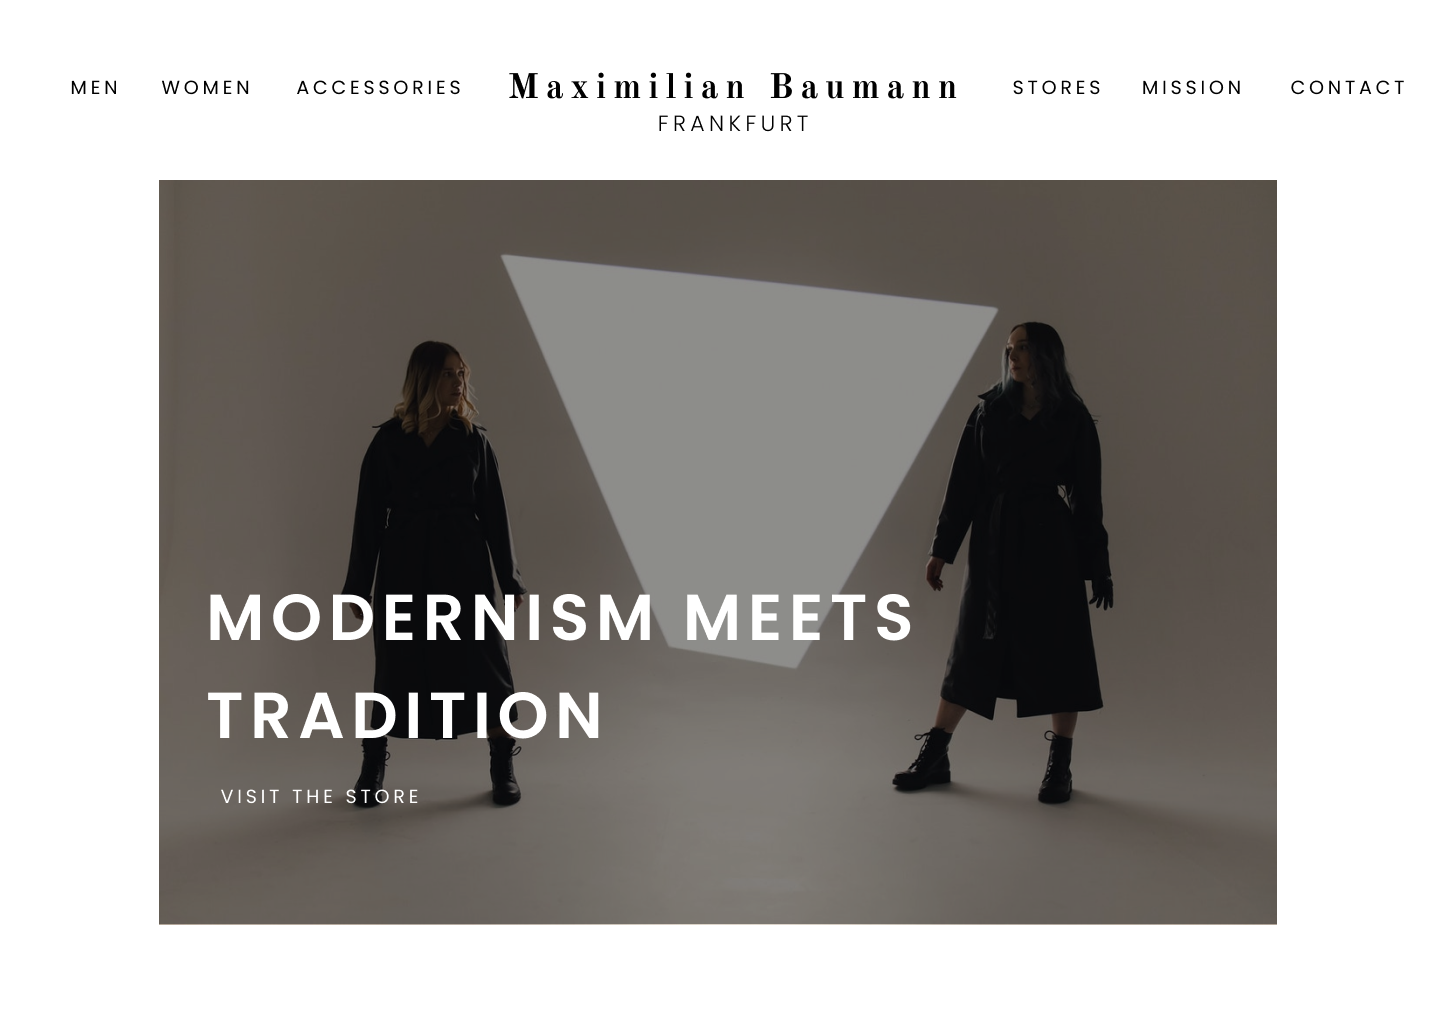 MEN WOMEN ACCESSORIES Maximilian Baumann STORES MISSION CONTACT
FRANKFURT
MODERNISM MEETS
TRADITION
VISIT THE STORE